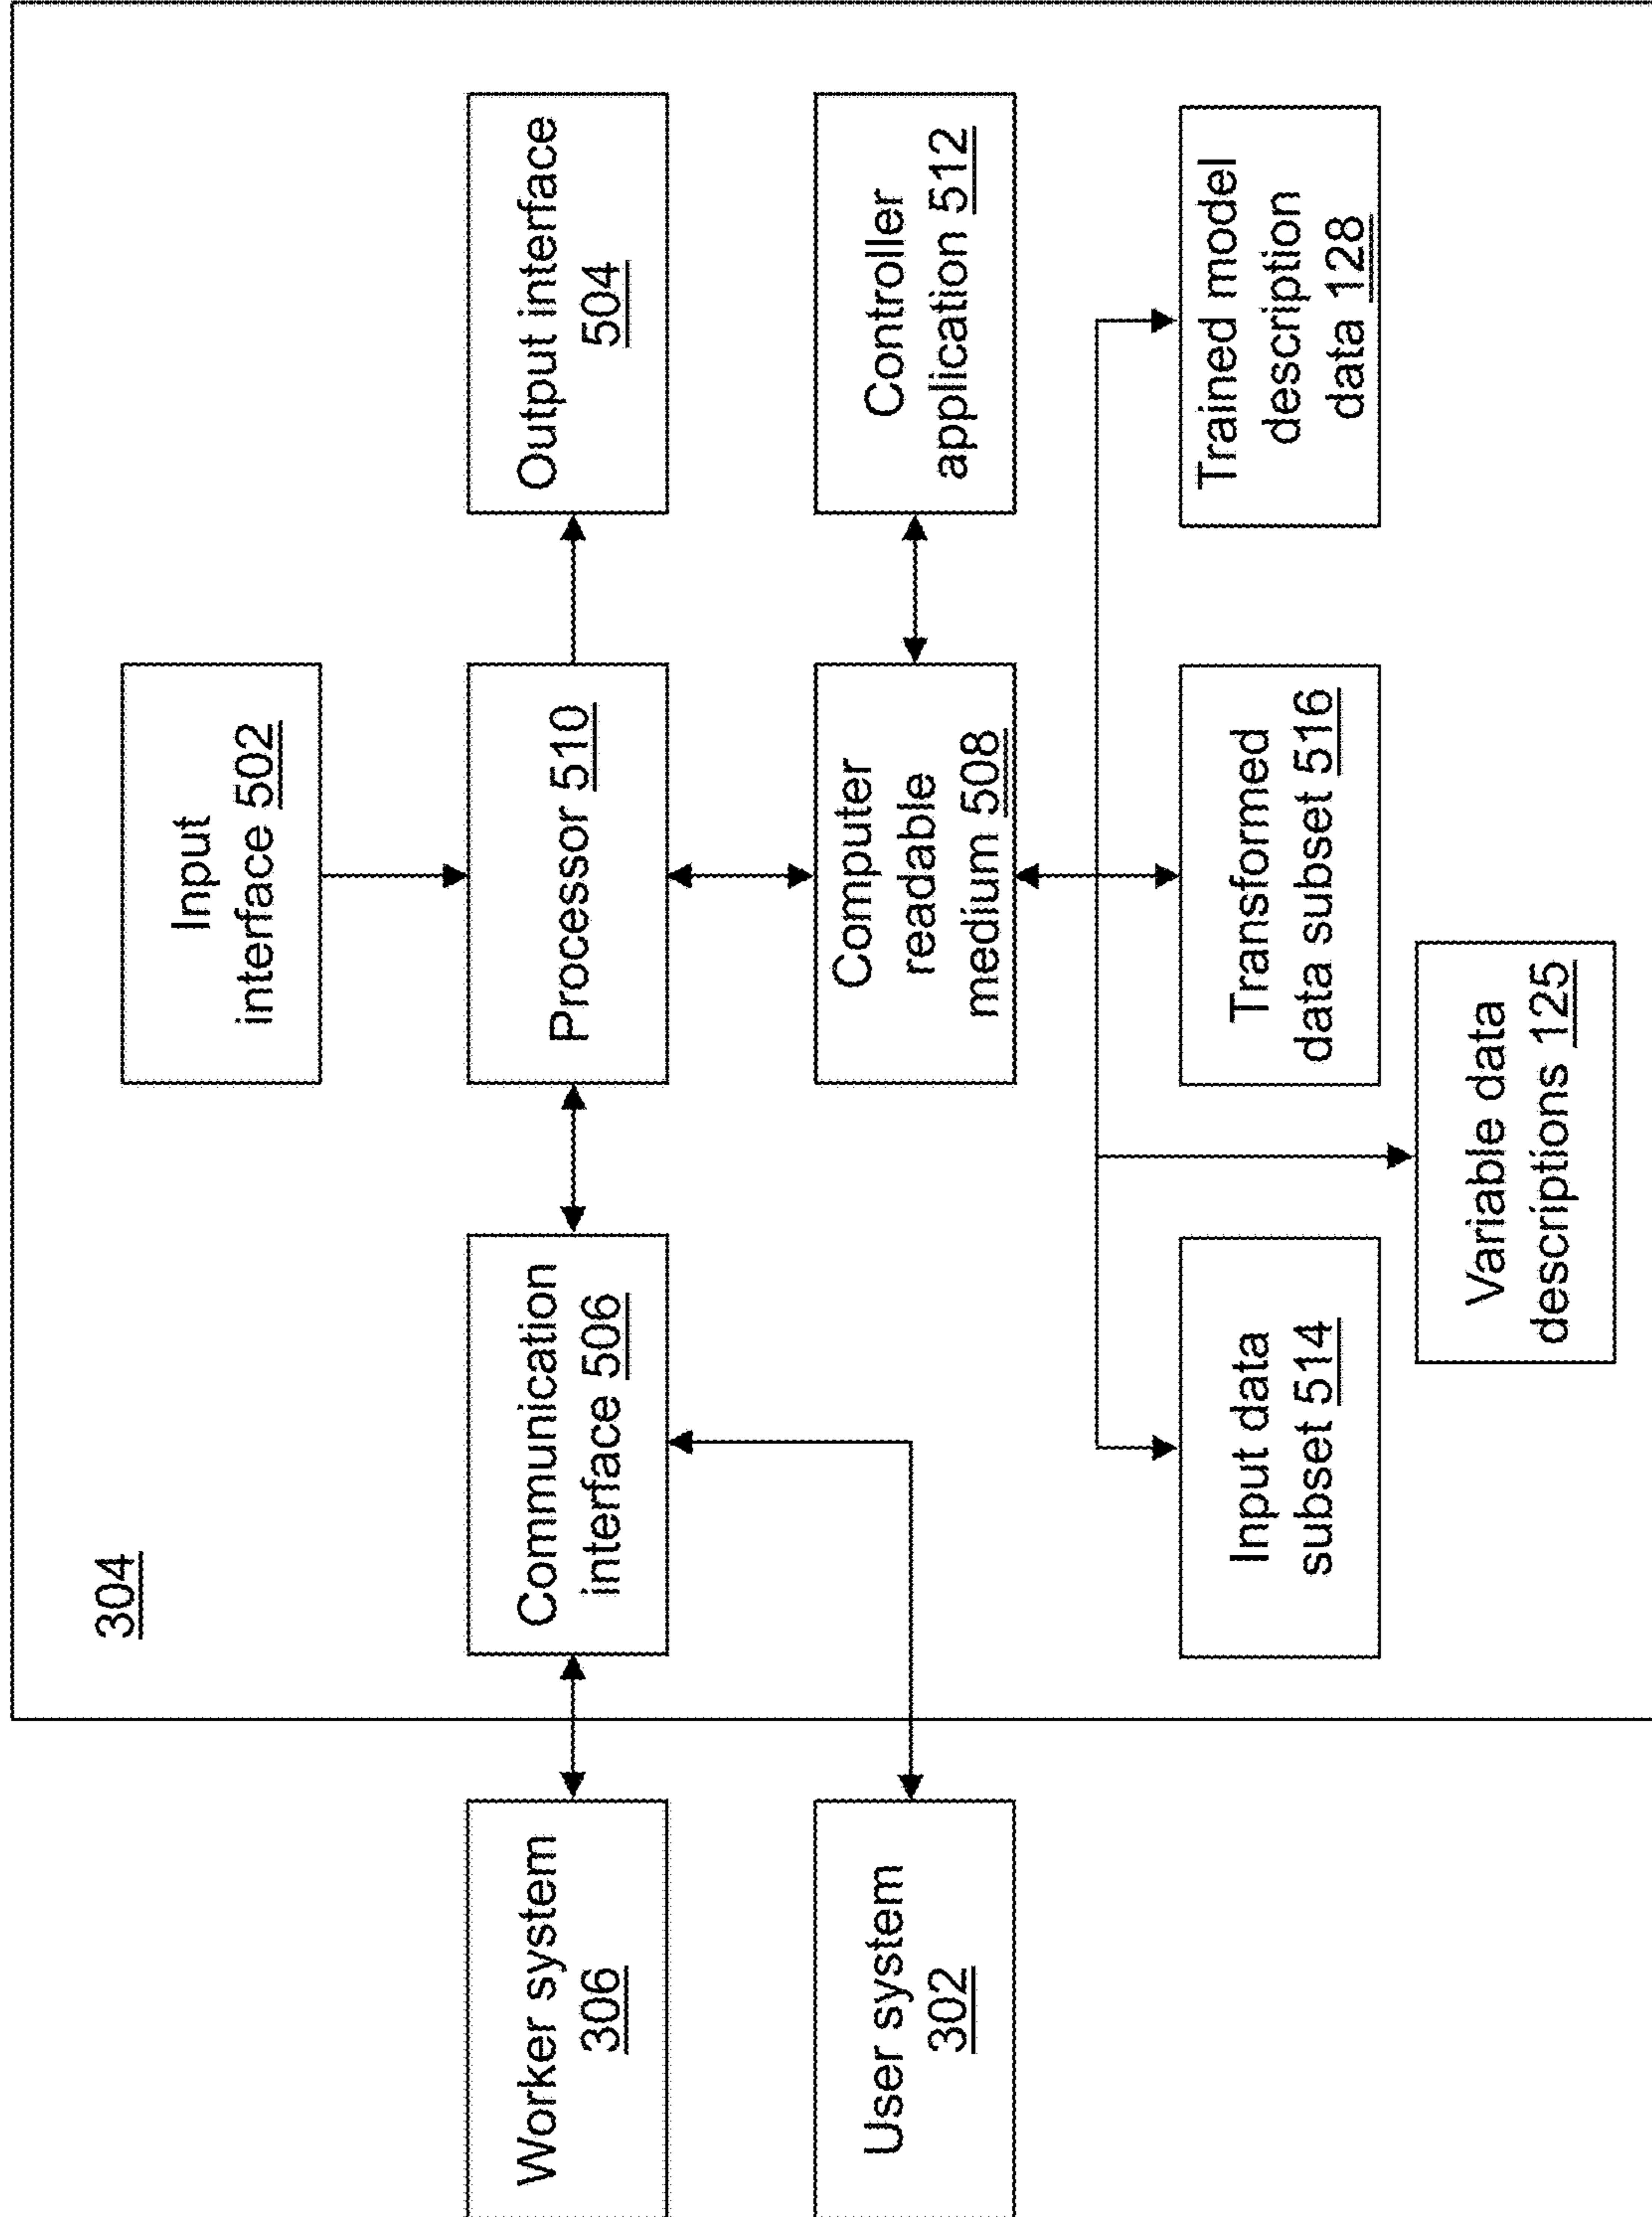 304
Input
interface 502
Worker system
306
Communication
interface 506
Processor 510
Output interface
504
User system
302
Computer
readable
medium 508
Controller
application 512
Input data
subset 514
Transformed
data subset 516
Trained model
description
data 128
Variable data
descriptions 125